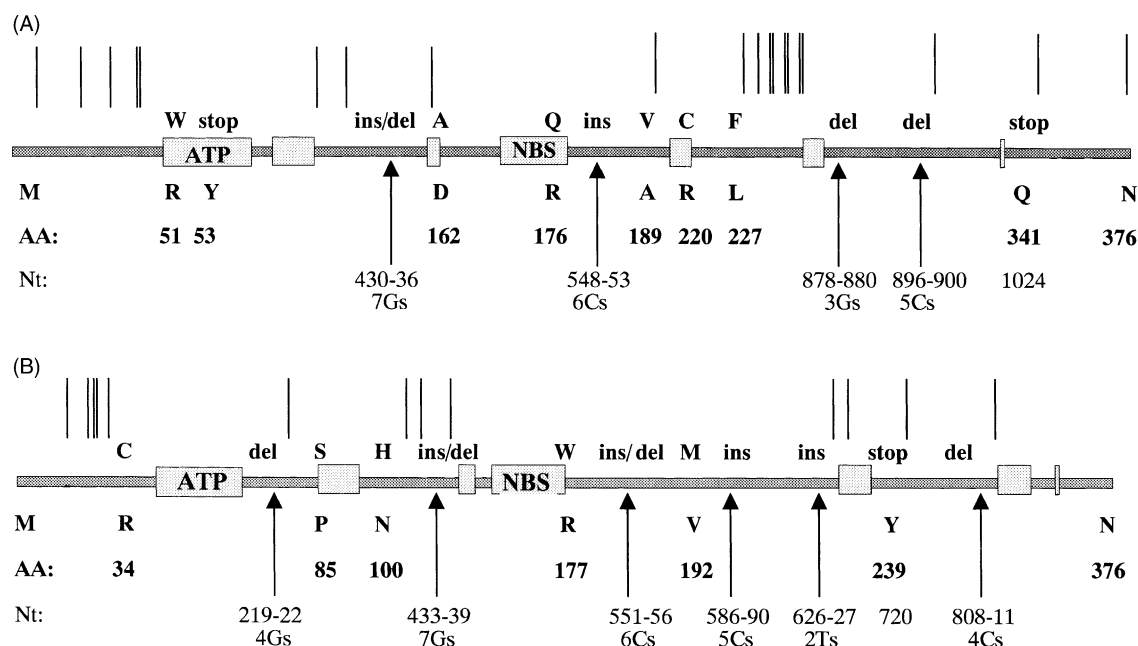 (A)
W stop ins/del A Q ins V C F del del stop
ATP NBS
M R Y D R A R L Q N
AA: 51 53 162 176 189 220 227 341 376
Nt: 430-36 548-53 878-880 896-900 1024
7Gs 6Cs 3Gs 5Cs
(B)
C del S H ins/del W ins/ del M ins ins stop del
ATP NBS
M R P N R V Y N
AA: 34 85 100 177 192 239 376
Nt: 219-22 433-39 551-56 586-90 626-27 720 808-11
4Gs 7Gs 6Cs 5Cs 2Ts 4Cs